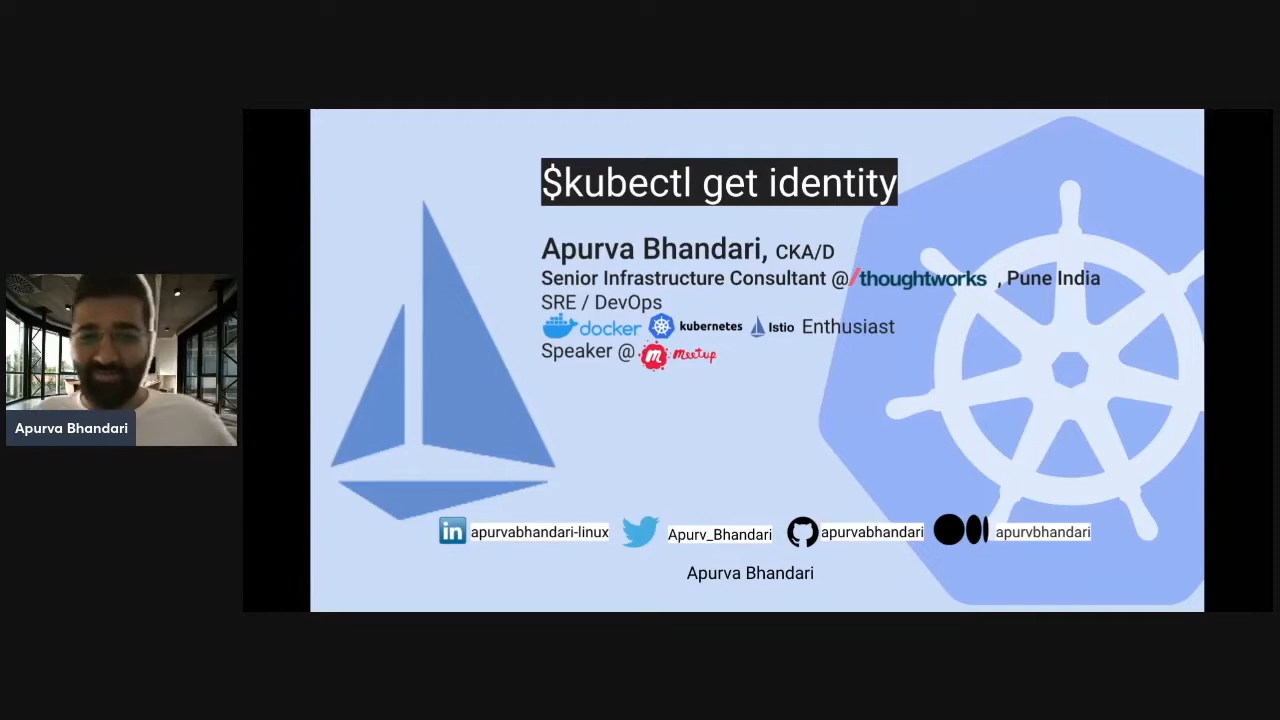 $kubectl get identity
Apurva Bhandari, CKA/D
Senior Infrastructure Consultant @/thoughtworks , Pune India
SRE / DevOps
docker kubernetes Istio Enthusiast
Speaker @ m meetup
Apurva Bhandari
in apurvabhandari-linux Apurv_Bhandari apurvabhandari apurvbhandari
Apurva Bhandari